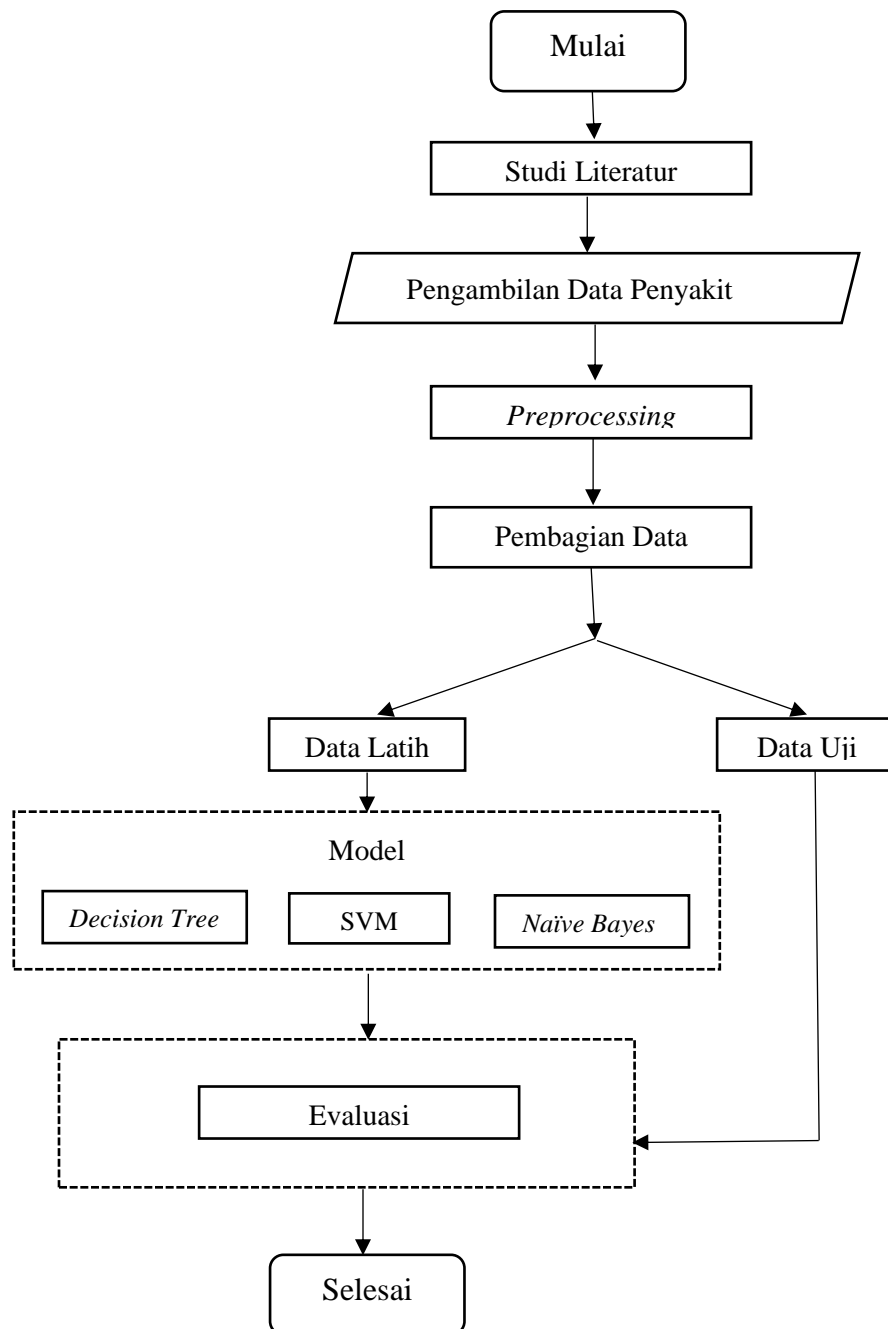 Mulai
Studi Literatur
Pengambilan Data Penyakit
Preprocessing
Pembagian Data
Data Latih
Data Uji
Model
Decision Tree
SVM
Naïve Bayes
Evaluasi
Selesai